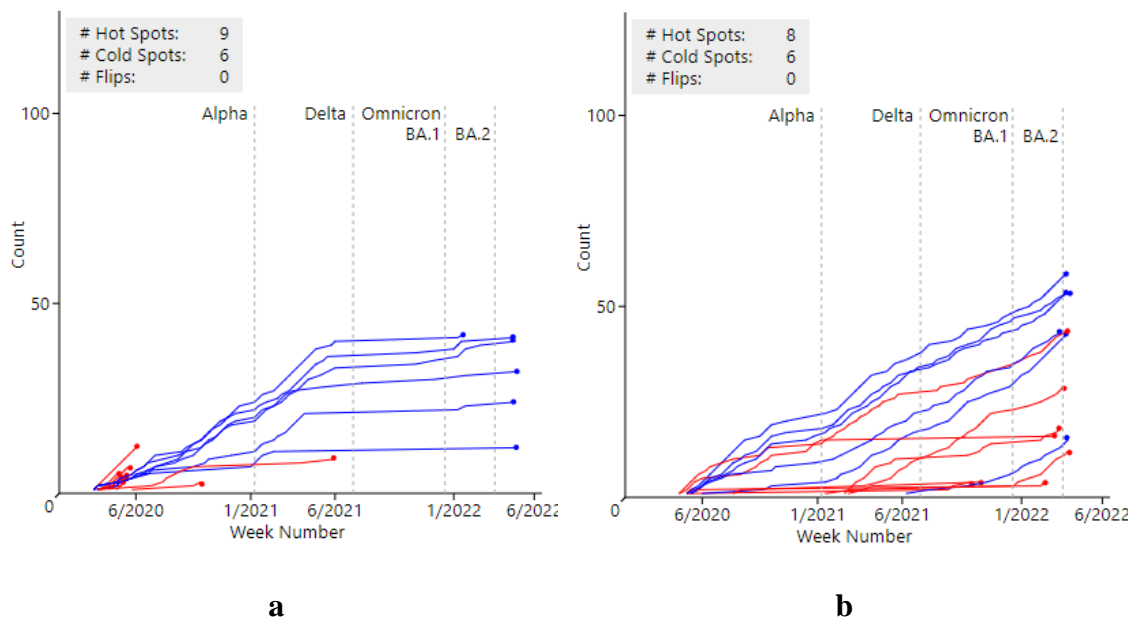 # Hot Spots: 9
# Cold Spots: 6
# Flips: 0
100
50
0
Count
Alpha
Delta
Omicron
BA.1
BA.2
6/2020
1/2021
6/2021
1/2022
6/2022
Week Number
a
# Hot Spots: 8
# Cold Spots: 6
# Flips: 0
100
50
0
Count
Alpha
Delta
Omicron
BA.1
BA.2
6/2020
1/2021
6/2021
1/2022
6/2022
Week Number
b